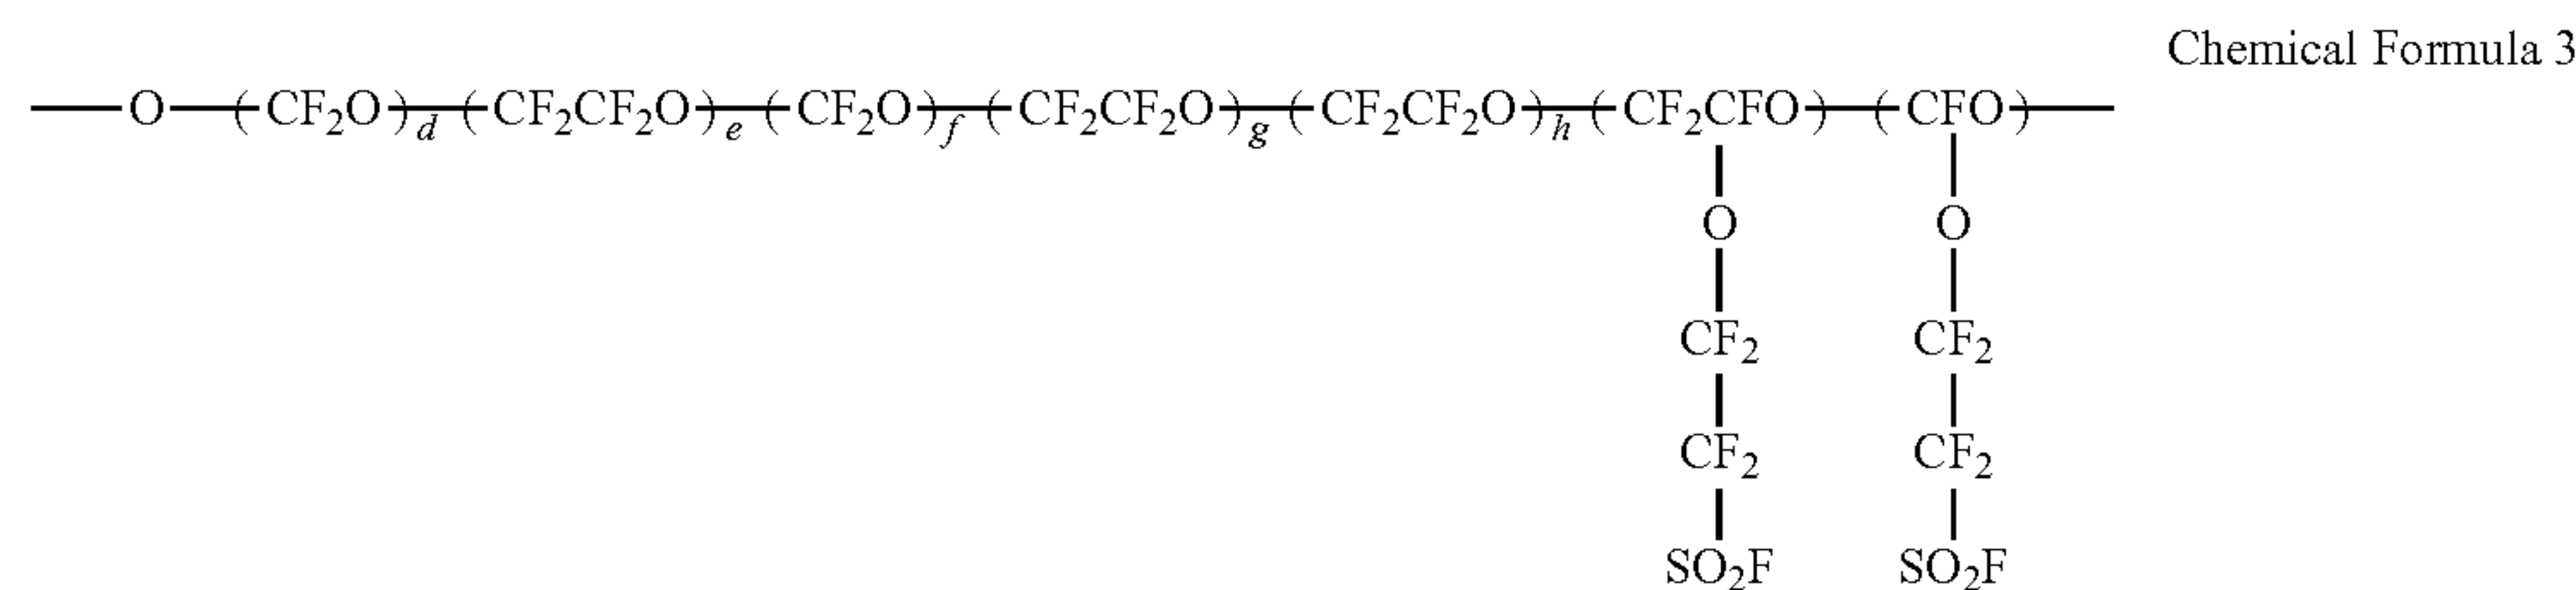 Chemical Formula 3
—O—(CF₂O)d—(CF₂CF₂O)e—(CF₂O)f—(CF₂CF₂O)g—(CF₂CF₂O)h—(CF₂CFO)—(CFO)—
O O
CF₂ CF₂
CF₂ CF₂
SO₂F SO₂F